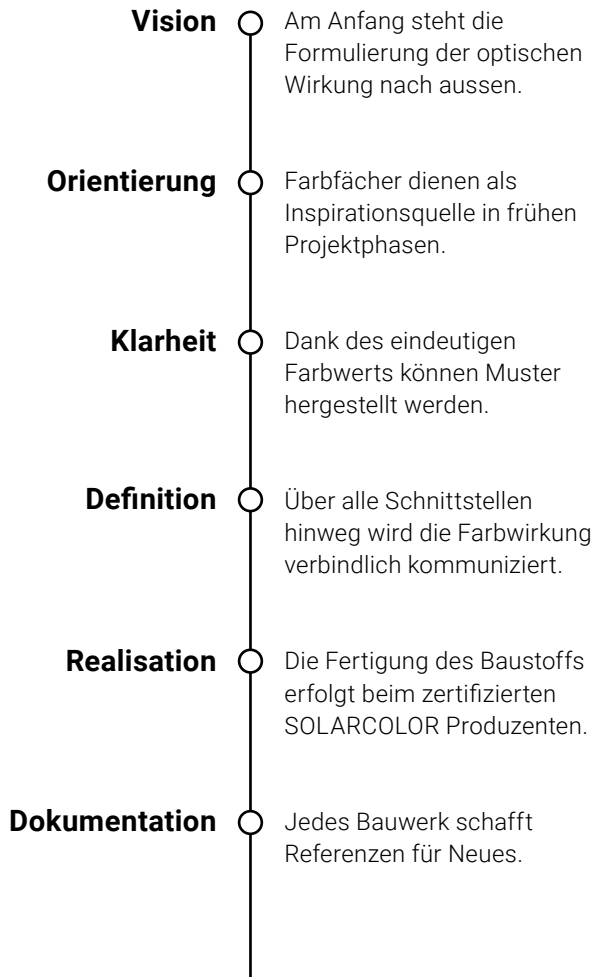 Vision
Am Anfang steht die
Formulierung der optischen
Wirkung nach aussen.
Orientierung
Farbfächer dienen als
Inspirationsquelle in frühen
Projektphasen.
Klarheit
Dank des eindeutigen
Farbwerts können Muster
hergestellt werden.
Definition
Über alle Schnittstellen
hinweg wird die Farbwirkung
verbindlich kommuniziert.
Realisation
Die Fertigung des Baustoffs
erfolgt beim zertifizierten
SOLARCOLOR Produzenten.
Dokumentation
Jedes Bauwerk schafft
Referenzen für Neues.